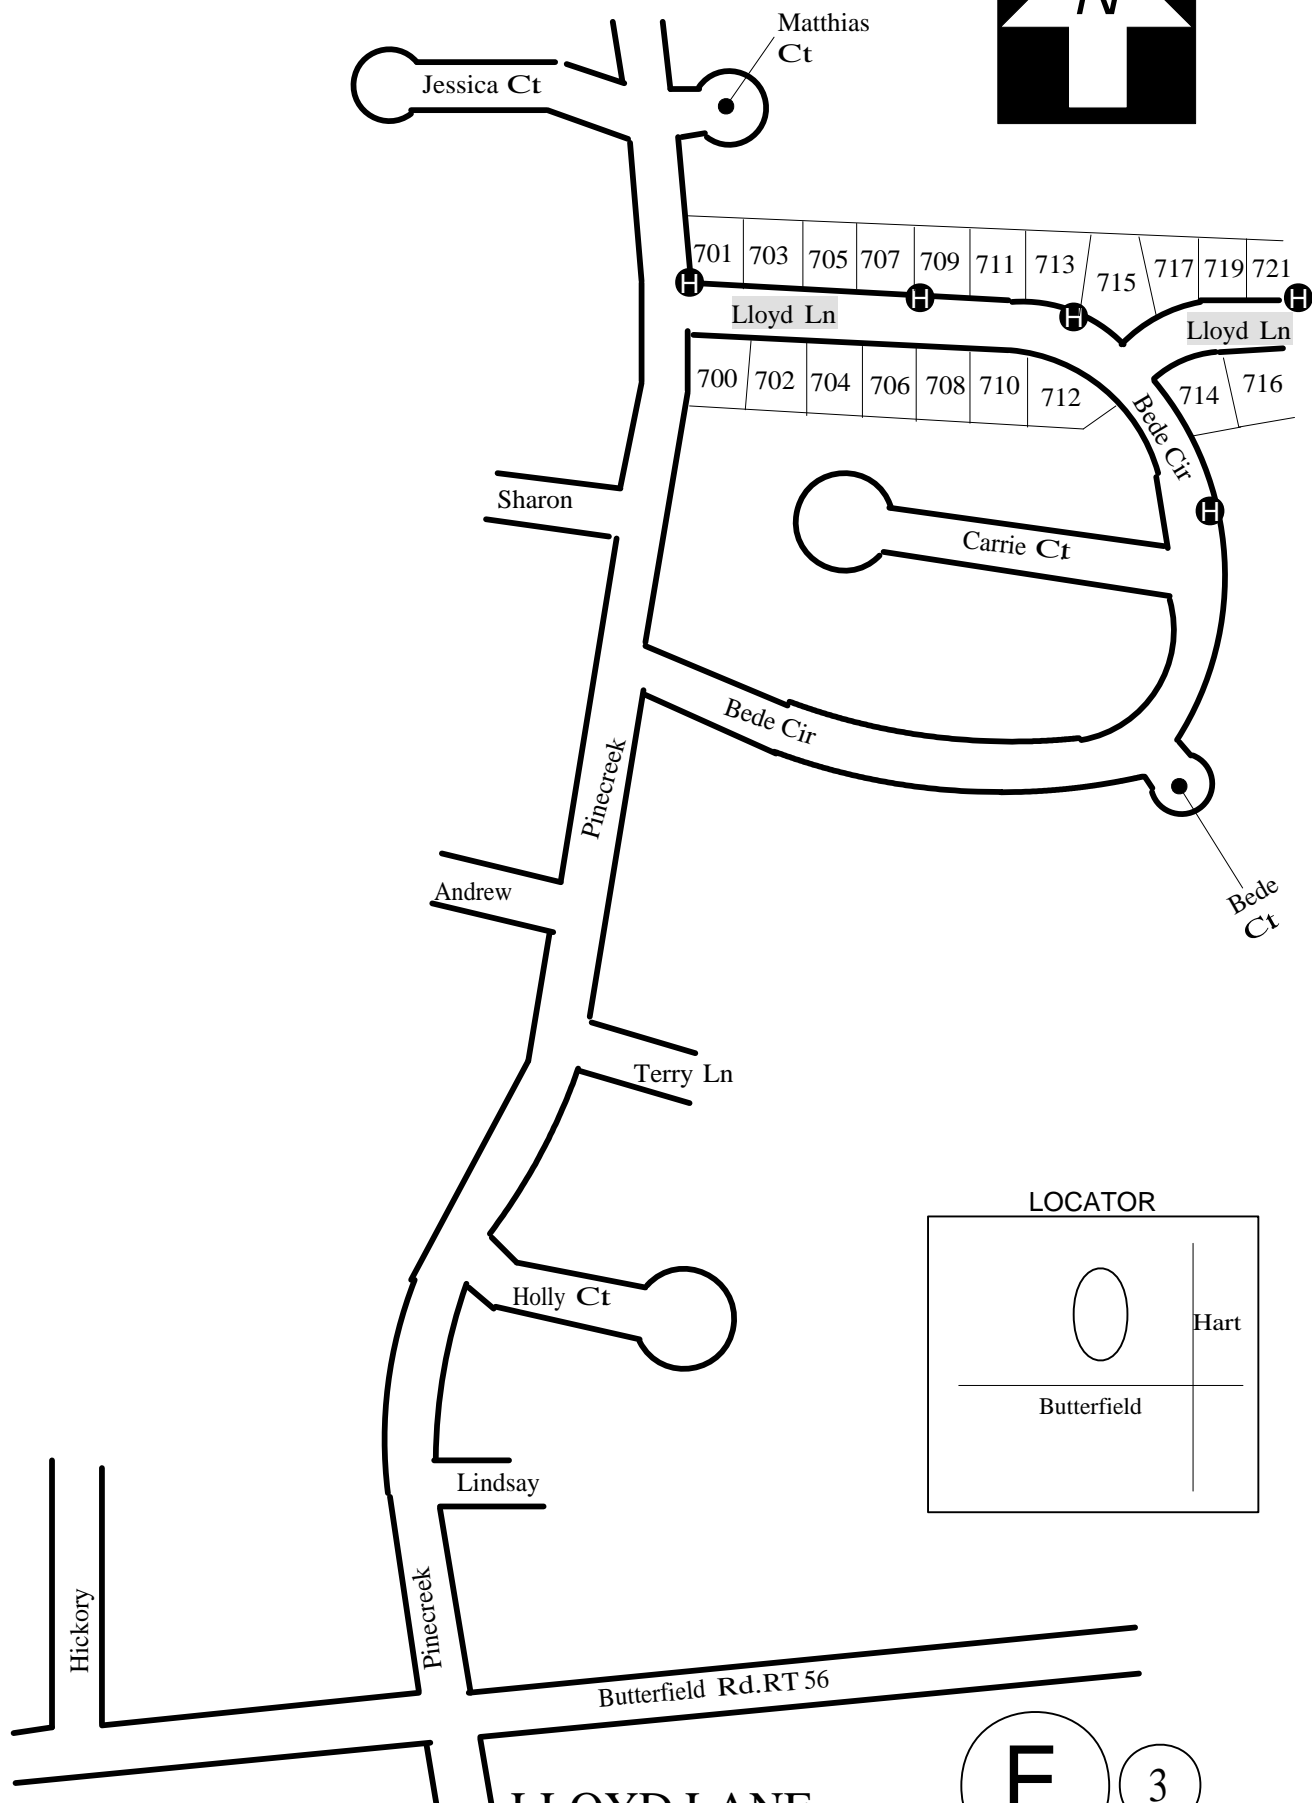 N
Matthias
Ct
Jessica Ct
701 703 705 707 709 711 713 715 717 719 721
H H H H
Lloyd Ln Lloyd Ln
700 702 704 706 708 710 712 714 716
Bede Cir
Sharon
H
Carrie Ct
Bede Cir
Pinecreek
Andrew
Bede
Ct
Terry Ln
LOCATOR
Holly Ct
Hart
Butterfield
Lindsay
Hickory
Pinecreek
Butterfield Rd.RT 56
LLOYD LANE
3